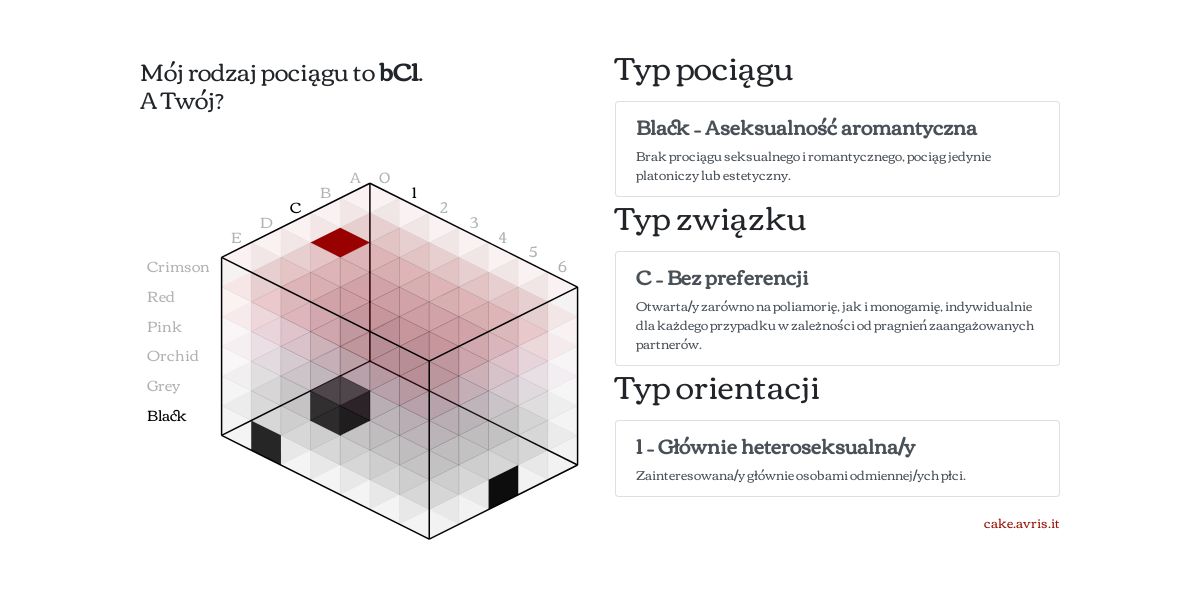 Mój rodzaj pociągu to bC1.
A Twój?
A O
B 1
C 2
D 3
E 4
5
6
Crimson
Red
Pink
Orchid
Grey
Black
Typ pociągu
Black - Aseksualność aromantyczna
Brak prociągu seksualnego i romantycznego, pociąg jedynie
platoniczy lub estetyczny.
Typ związku
C - Bez preferencji
Otwarta/y zarówno na poliamorię, jak i monogamię, indywidualnie
dla każdego przypadku w zależności od pragnień zaangażowanych
partnerów.
Typ orientacji
1 - Głównie heteroseksualna/y
Zainteresowana/y głównie osobami odmiennej/ych płci.
cake.avris.it